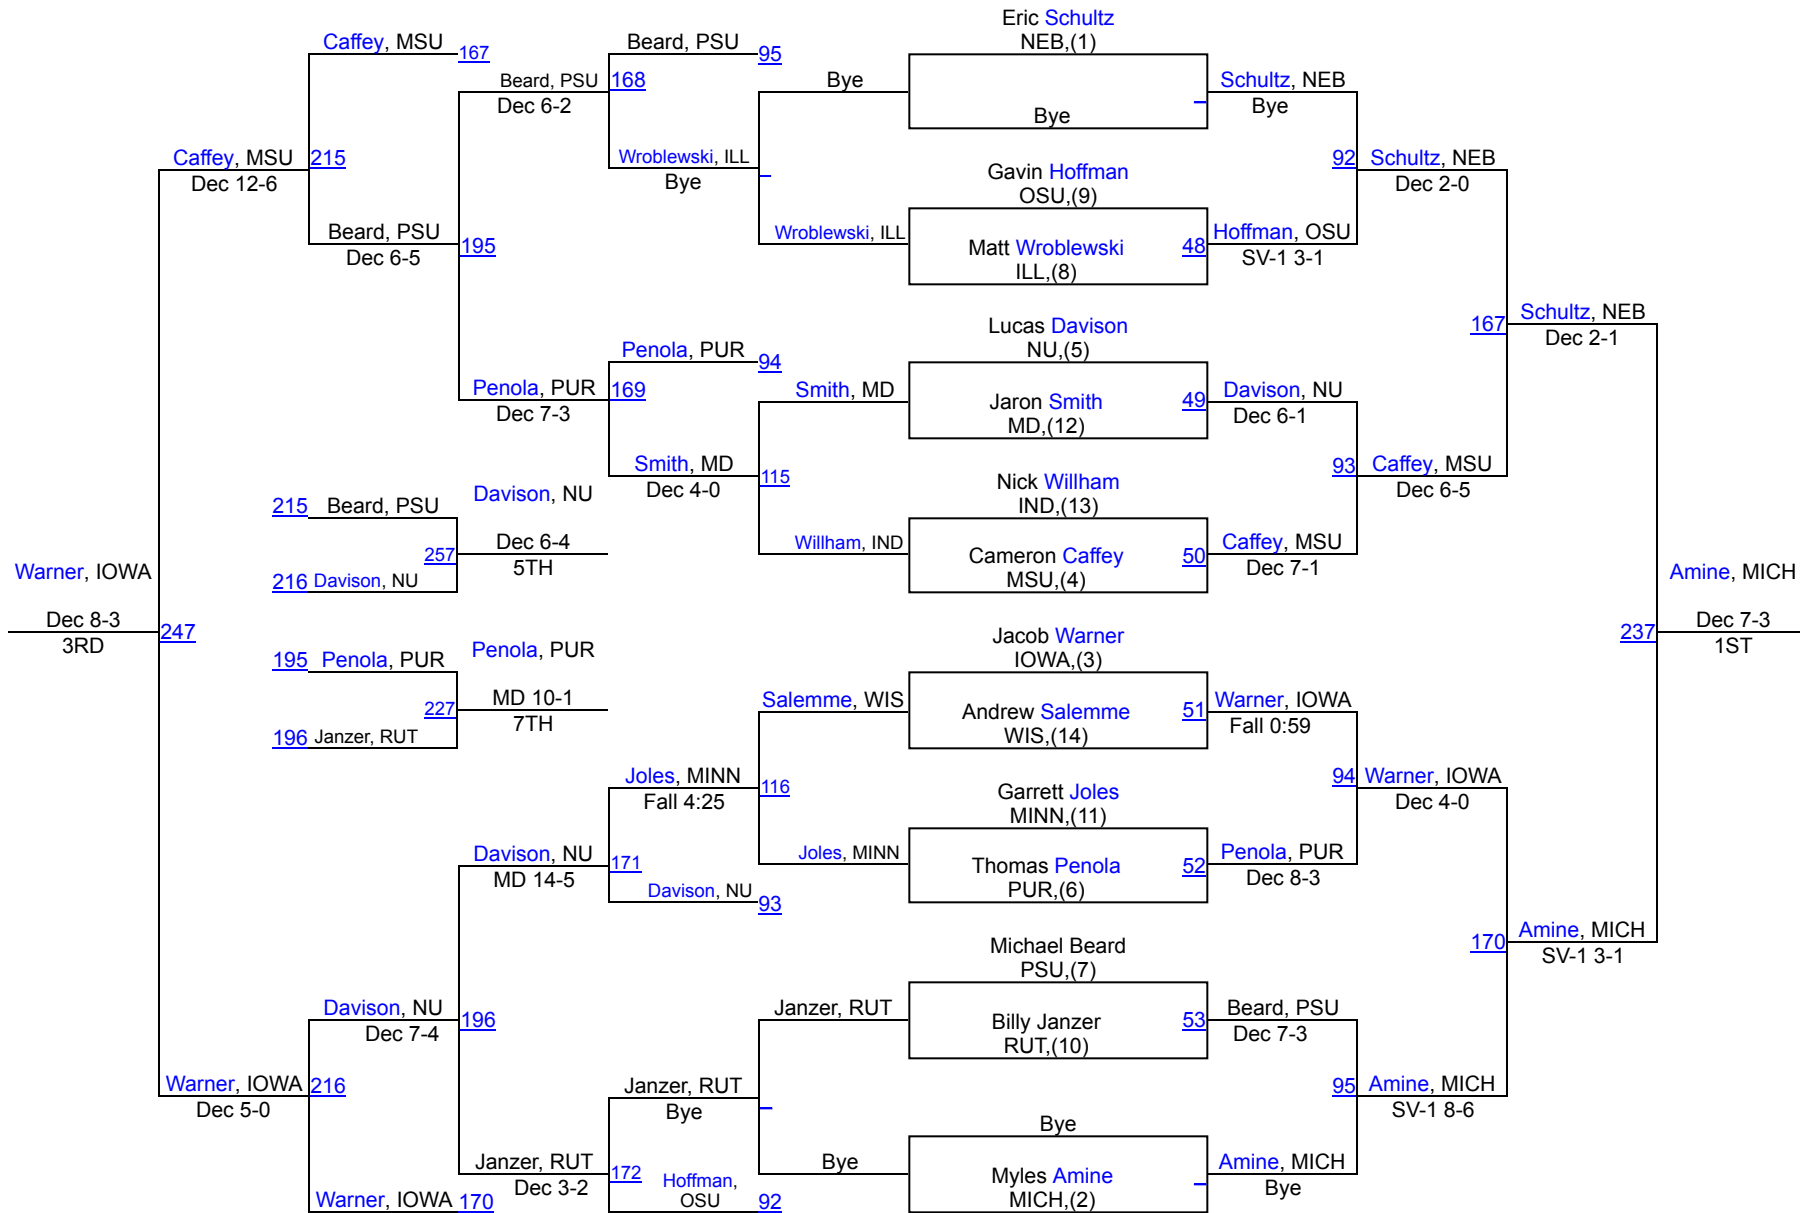 Eric Schultz
NEB,(1)
Caffey, MSU
167
Beard, PSU
95
Beard, PSU
168
Dec 6-2
Bye
Schultz, NEB
Bye
Bye
Caffey, MSU
215
Dec 12-6
Wroblewski, ILL
Bye
Gavin Hoffman
OSU,(9)
92
Schultz, NEB
Dec 2-0
Beard, PSU
Dec 6-5
195
Wroblewski, ILL
Matt Wroblewski
ILL,(8)
48
Hoffman, OSU
SV-1 3-1
Lucas Davison
NU,(5)
167
Schultz, NEB
Dec 2-1
Penola, PUR
94
Penola, PUR
169
Dec 7-3
Smith, MD
Jaron Smith
MD,(12)
49
Davison, NU
Dec 6-1
Smith, MD
Dec 4-0
115
Nick Willham
IND,(13)
93
Caffey, MSU
Dec 6-5
215
Beard, PSU
Davison, NU
257
Dec 6-4
5TH
216
Davison, NU
Willham, IND
Cameron Caffey
MSU,(4)
50
Caffey, MSU
Dec 7-1
Warner, IOWA
Dec 8-3
3RD
247
Amine, MICH
237
Dec 7-3
1ST
195
Penola, PUR
Penola, PUR
227
MD 10-1
7TH
196
Janzer, RUT
Jacob Warner
IOWA,(3)
Salemme, WIS
Andrew Salemme
WIS,(14)
51
Warner, IOWA
Fall 0:59
Joles, MINN
Fall 4:25
116
Garrett Joles
MINN,(11)
94
Warner, IOWA
Dec 4-0
Davison, NU
MD 14-5
171
Davison, NU
93
Joles, MINN
Thomas Penola
PUR,(6)
52
Penola, PUR
Dec 8-3
Michael Beard
PSU,(7)
170
Amine, MICH
SV-1 3-1
Davison, NU
Dec 7-4
196
Janzer, RUT
Billy Janzer
RUT,(10)
53
Beard, PSU
Dec 7-3
Warner, IOWA
216
Dec 5-0
Janzer, RUT
Bye
95
Amine, MICH
SV-1 8-6
Bye
Janzer, RUT
Dec 3-2
172
Bye
Myles Amine
MICH,(2)
Amine, MICH
Bye
Warner, IOWA
170
Hoffman,
OSU
92